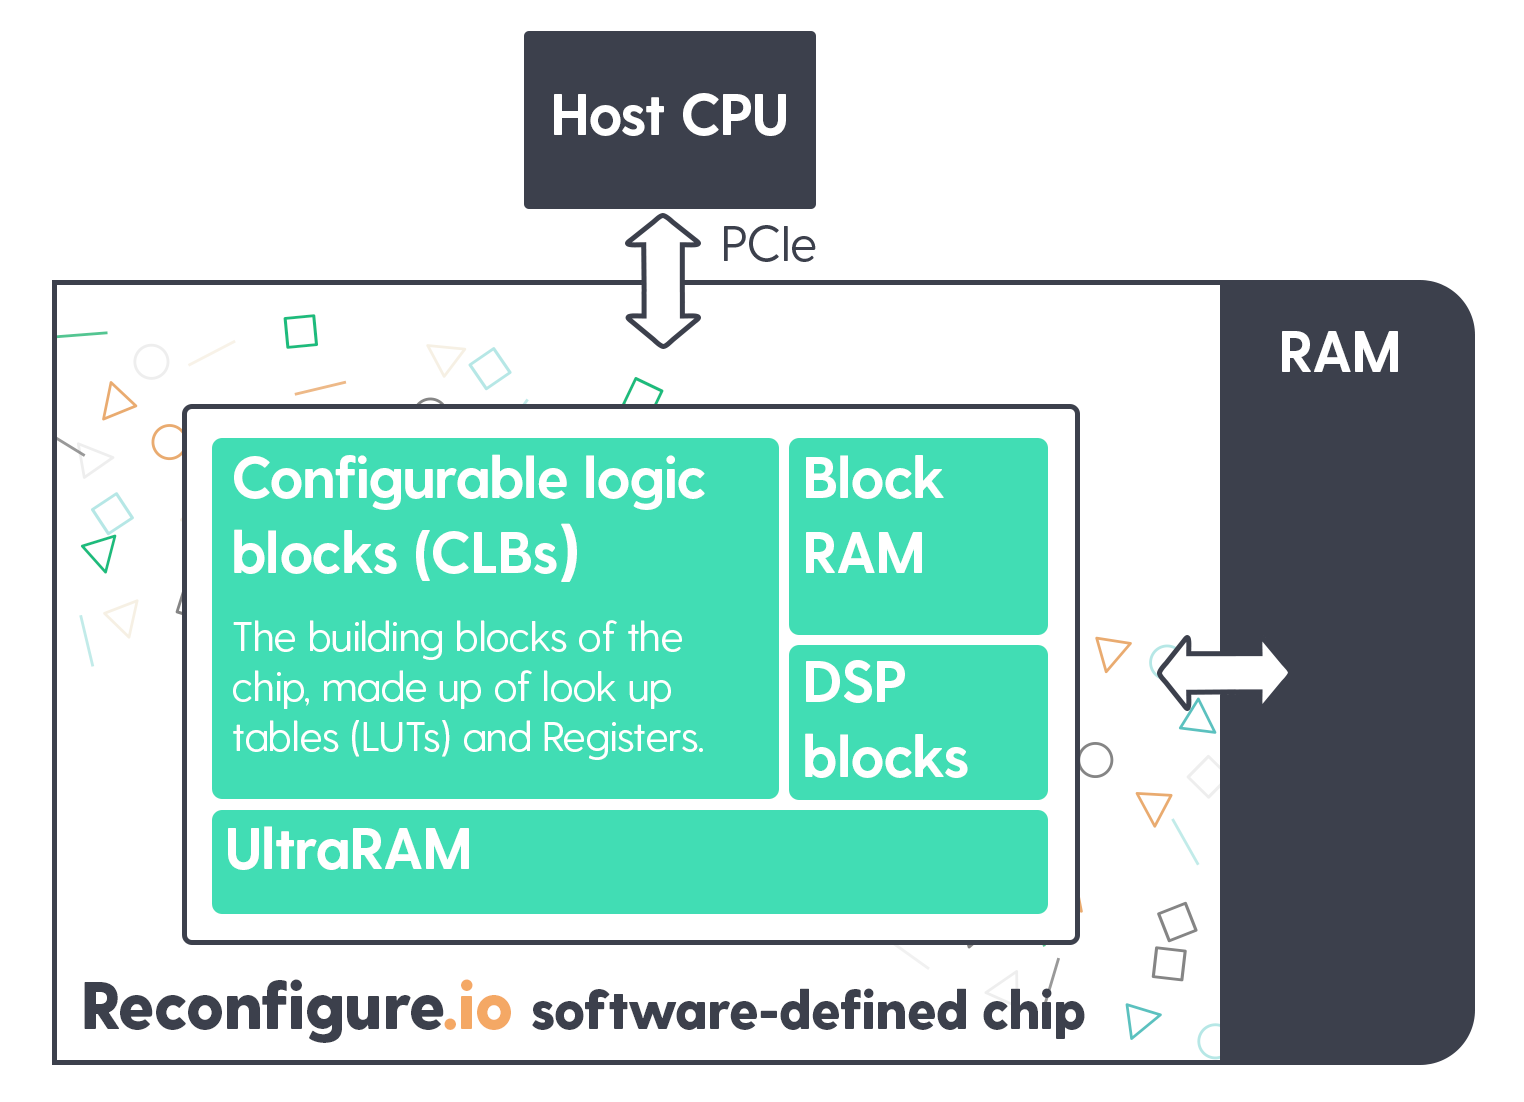 Host CPU
PCIe
RAM
Configurable logic
blocks (CLBs)
The building blocks of the
chip, made up of look up
tables (LUTs) and Registers.
Block
RAM
DSP
blocks
UltraRAM
Reconfigure.io software-defined chip